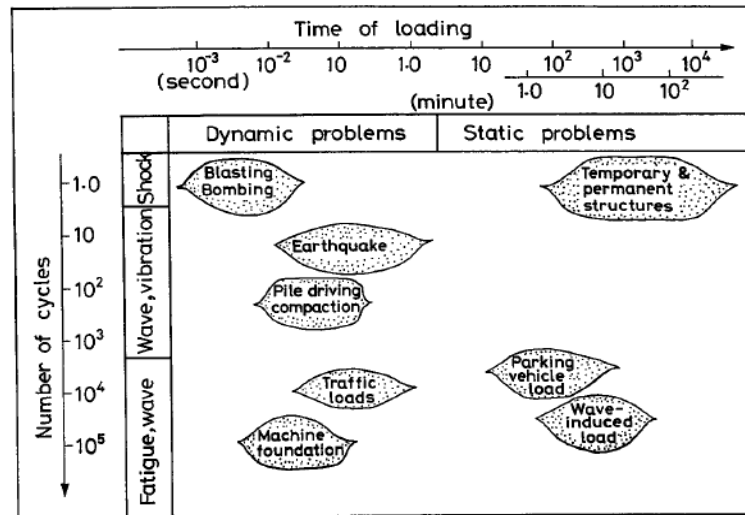 Time of loading
10⁻³ 10⁻² 10 1.0 10 10² 10³ 10⁴
(second) 1.0 10 10²
(minute)
Dynamic problems Static problems
Number of cycles
1.0
10
10²
10³
10⁴
10⁵
Shock
Wave, vibration
Fatigue, wave
Blasting
Bombing
Temporary &
permanent
structures
Earthquake
Pile driving
compaction
Parking
vehicle
load
Traffic
loads
Wave-
induced
load
Machine
foundation